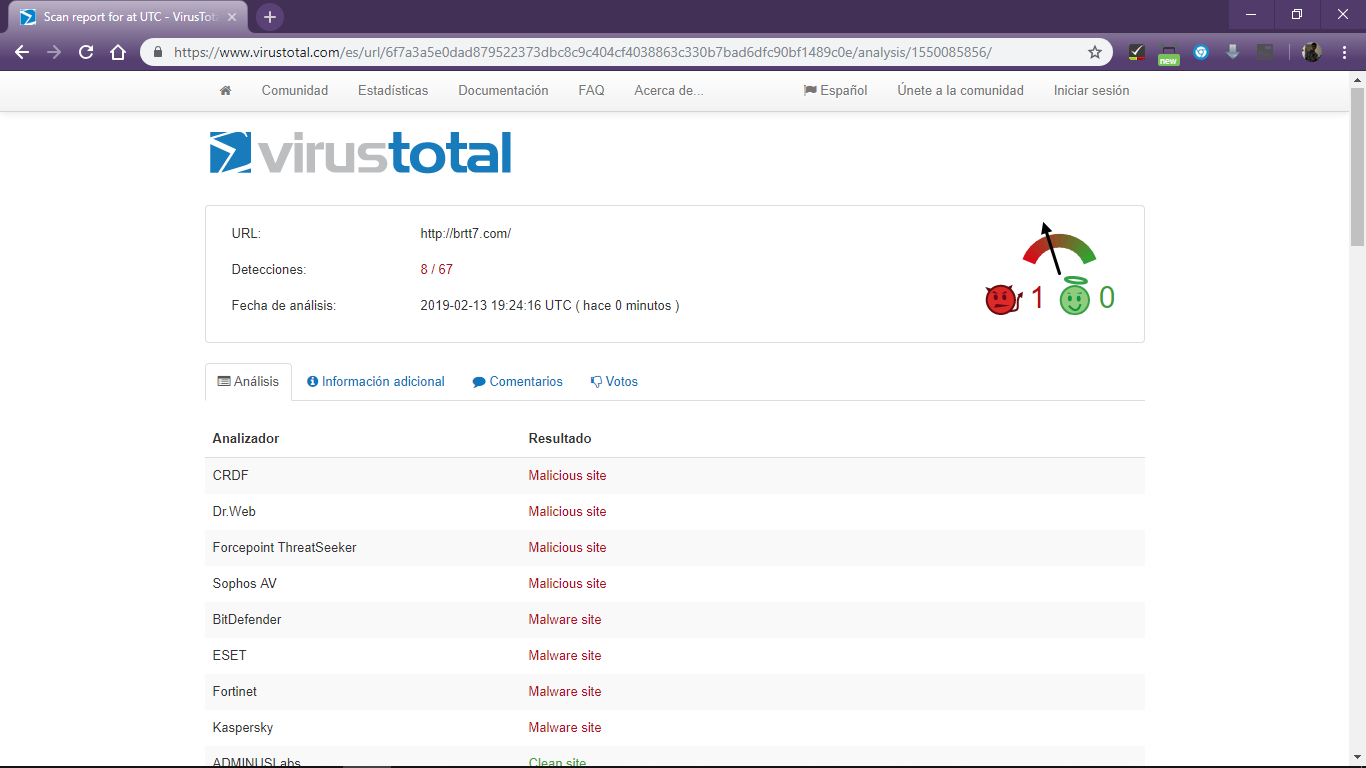 Scan report for at UTC - VirusTota
https://www.virustotal.com/es/url/6f7a3a5e0dad879522373dbc8c9c404cf4038863c330b7bad6dfc90bf1489c0e/analysis/1550085856/
new
Comunidad Estadísticas Documentación FAQ Acerca de... Español Únete a la comunidad Iniciar sesión
virustotal
URL: http://brtt7.com/
Detecciones: 8 / 67
Fecha de análisis: 2019-02-13 19:24:16 UTC ( hace 0 minutos )
1 0
Análisis Información adicional Comentarios Votos
Analizador Resultado
CRDF Malicious site
Dr.Web Malicious site
Forcepoint ThreatSeeker Malicious site
Sophos AV Malicious site
BitDefender Malware site
ESET Malware site
Fortinet Malware site
Kaspersky Malware site
ADMINUSLabs Clean site